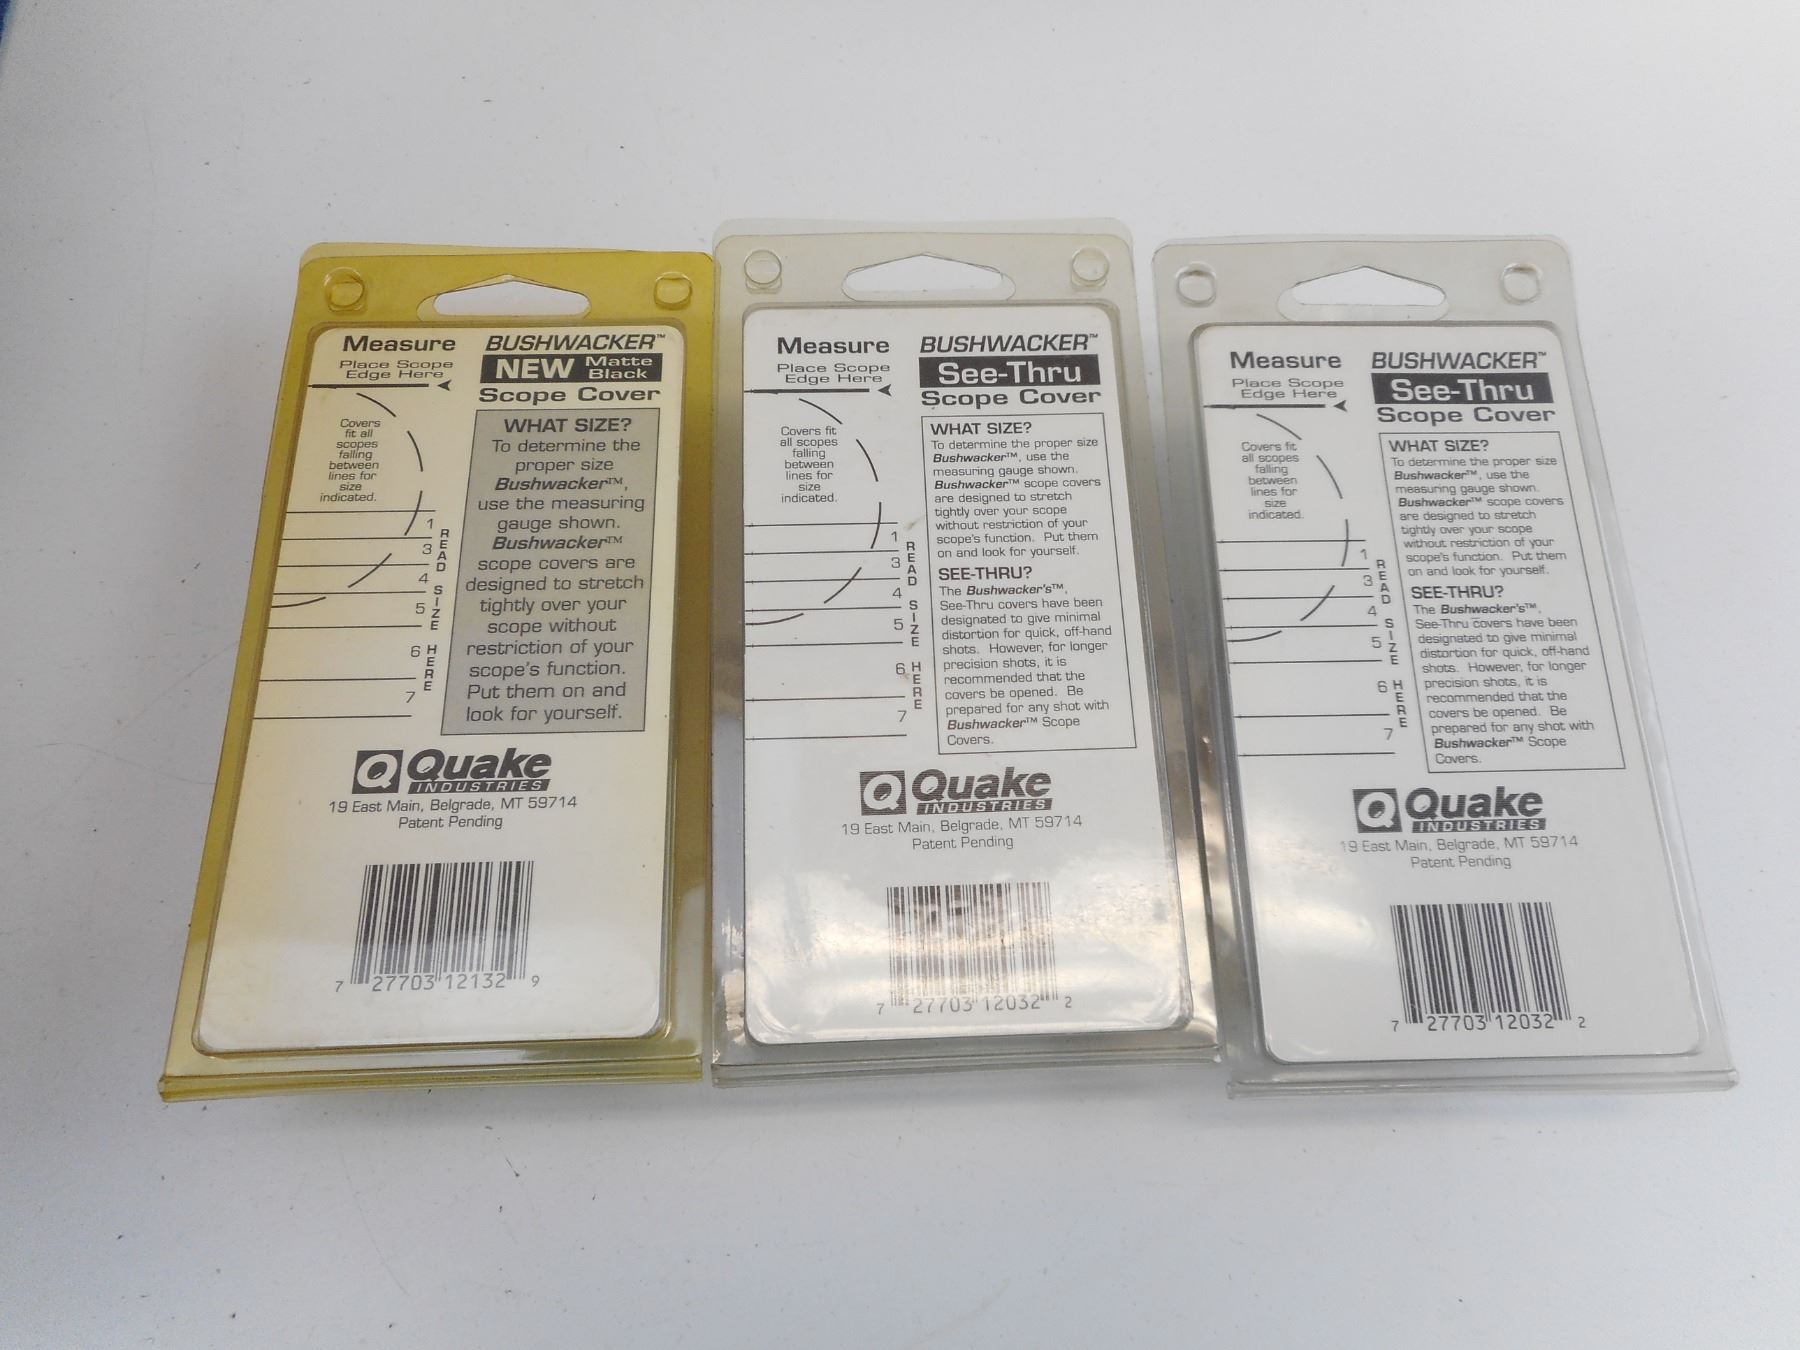 Measure
Place Scope
Edge Here
Covers
fit all
scopes
falling
between
lines for
size
indicated.
1
3
4
5
6
7
READ SIZE HERE
BUSHWACKER™
NEW Matte Black
Scope Cover
WHAT SIZE?
To determine the
proper size
Bushwacker™,
use the measuring
gauge shown.
Bushwacker™
scope covers are
designed to stretch
tightly over your
scope without
restriction of your
scope's function.
Put them on and
look for yourself.
Q Quake
INDUSTRIES
19 East Main, Belgrade, MT 59714
Patent Pending
7 27703 12132 9
Measure
Place Scope
Edge Here
Covers fit
all scopes
falling
between
lines for
size
indicated.
1
3
4
5
6
7
READ SIZE HERE
BUSHWACKER™
See-Thru
Scope Cover
WHAT SIZE?
To determine the proper size
Bushwacker™, use the
measuring gauge shown.
Bushwacker™ scope covers
are designed to stretch
tightly over your scope
without restriction of your
scope's function. Put them
on and look for yourself.
SEE-THRU?
The Bushwacker's™,
See-Thru covers have been
designated to give minimal
distortion for quick, off-hand
shots. However, for longer
precision shots, it is
recommended that the
covers be opened. Be
prepared for any shot with
Bushwacker™ Scope
Covers.
Q Quake
INDUSTRIES
19 East Main, Belgrade, MT 59714
Patent Pending
7 27703 12032 2
Measure
Place Scope
Edge Here
Covers fit
all scopes
falling
between
lines for
size
indicated.
1
3
4
5
6
7
READ SIZE HERE
BUSHWACKER™
See-Thru
Scope Cover
WHAT SIZE?
To determine the proper size
Bushwacker™, use the
measuring gauge shown.
Bushwacker™ scope covers
are designed to stretch
tightly over your scope
without restriction of your
scope's function. Put them
on and look for yourself.
SEE-THRU?
The Bushwacker's™,
See-Thru covers have been
designated to give minimal
distortion for quick, off-hand
shots. However, for longer
precision shots, it is
recommended that the
covers be opened. Be
prepared for any shot with
Bushwacker™ Scope
Covers.
Q Quake
INDUSTRIES
19 East Main, Belgrade, MT 59714
Patent Pending
7 27703 12032 2